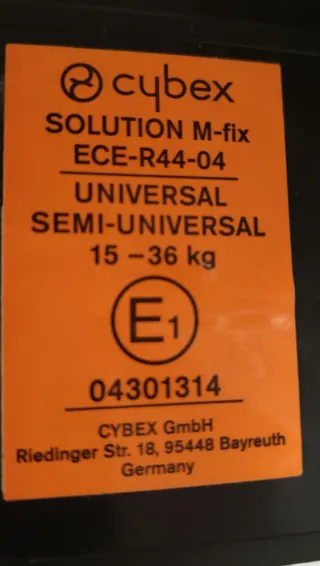 cybex
SOLUTION M-fix
ECE-R44-04
UNIVERSAL
SEMI-UNIVERSAL
15 – 36 kg
E1
04301314
CYBEX GmbH
Riedinger Str. 18, 95448 Bayreuth
Germany